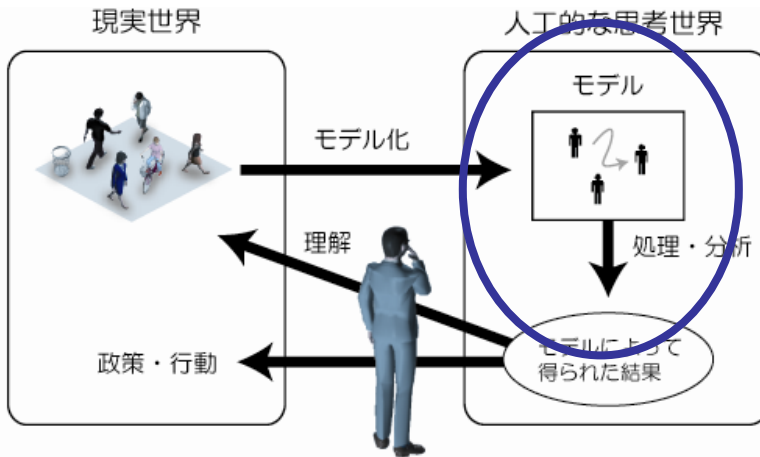 現実世界
人工的な思考世界
モデル
モデル化
処理・分析
理解
政策・行動
モデルによって
得られた結果